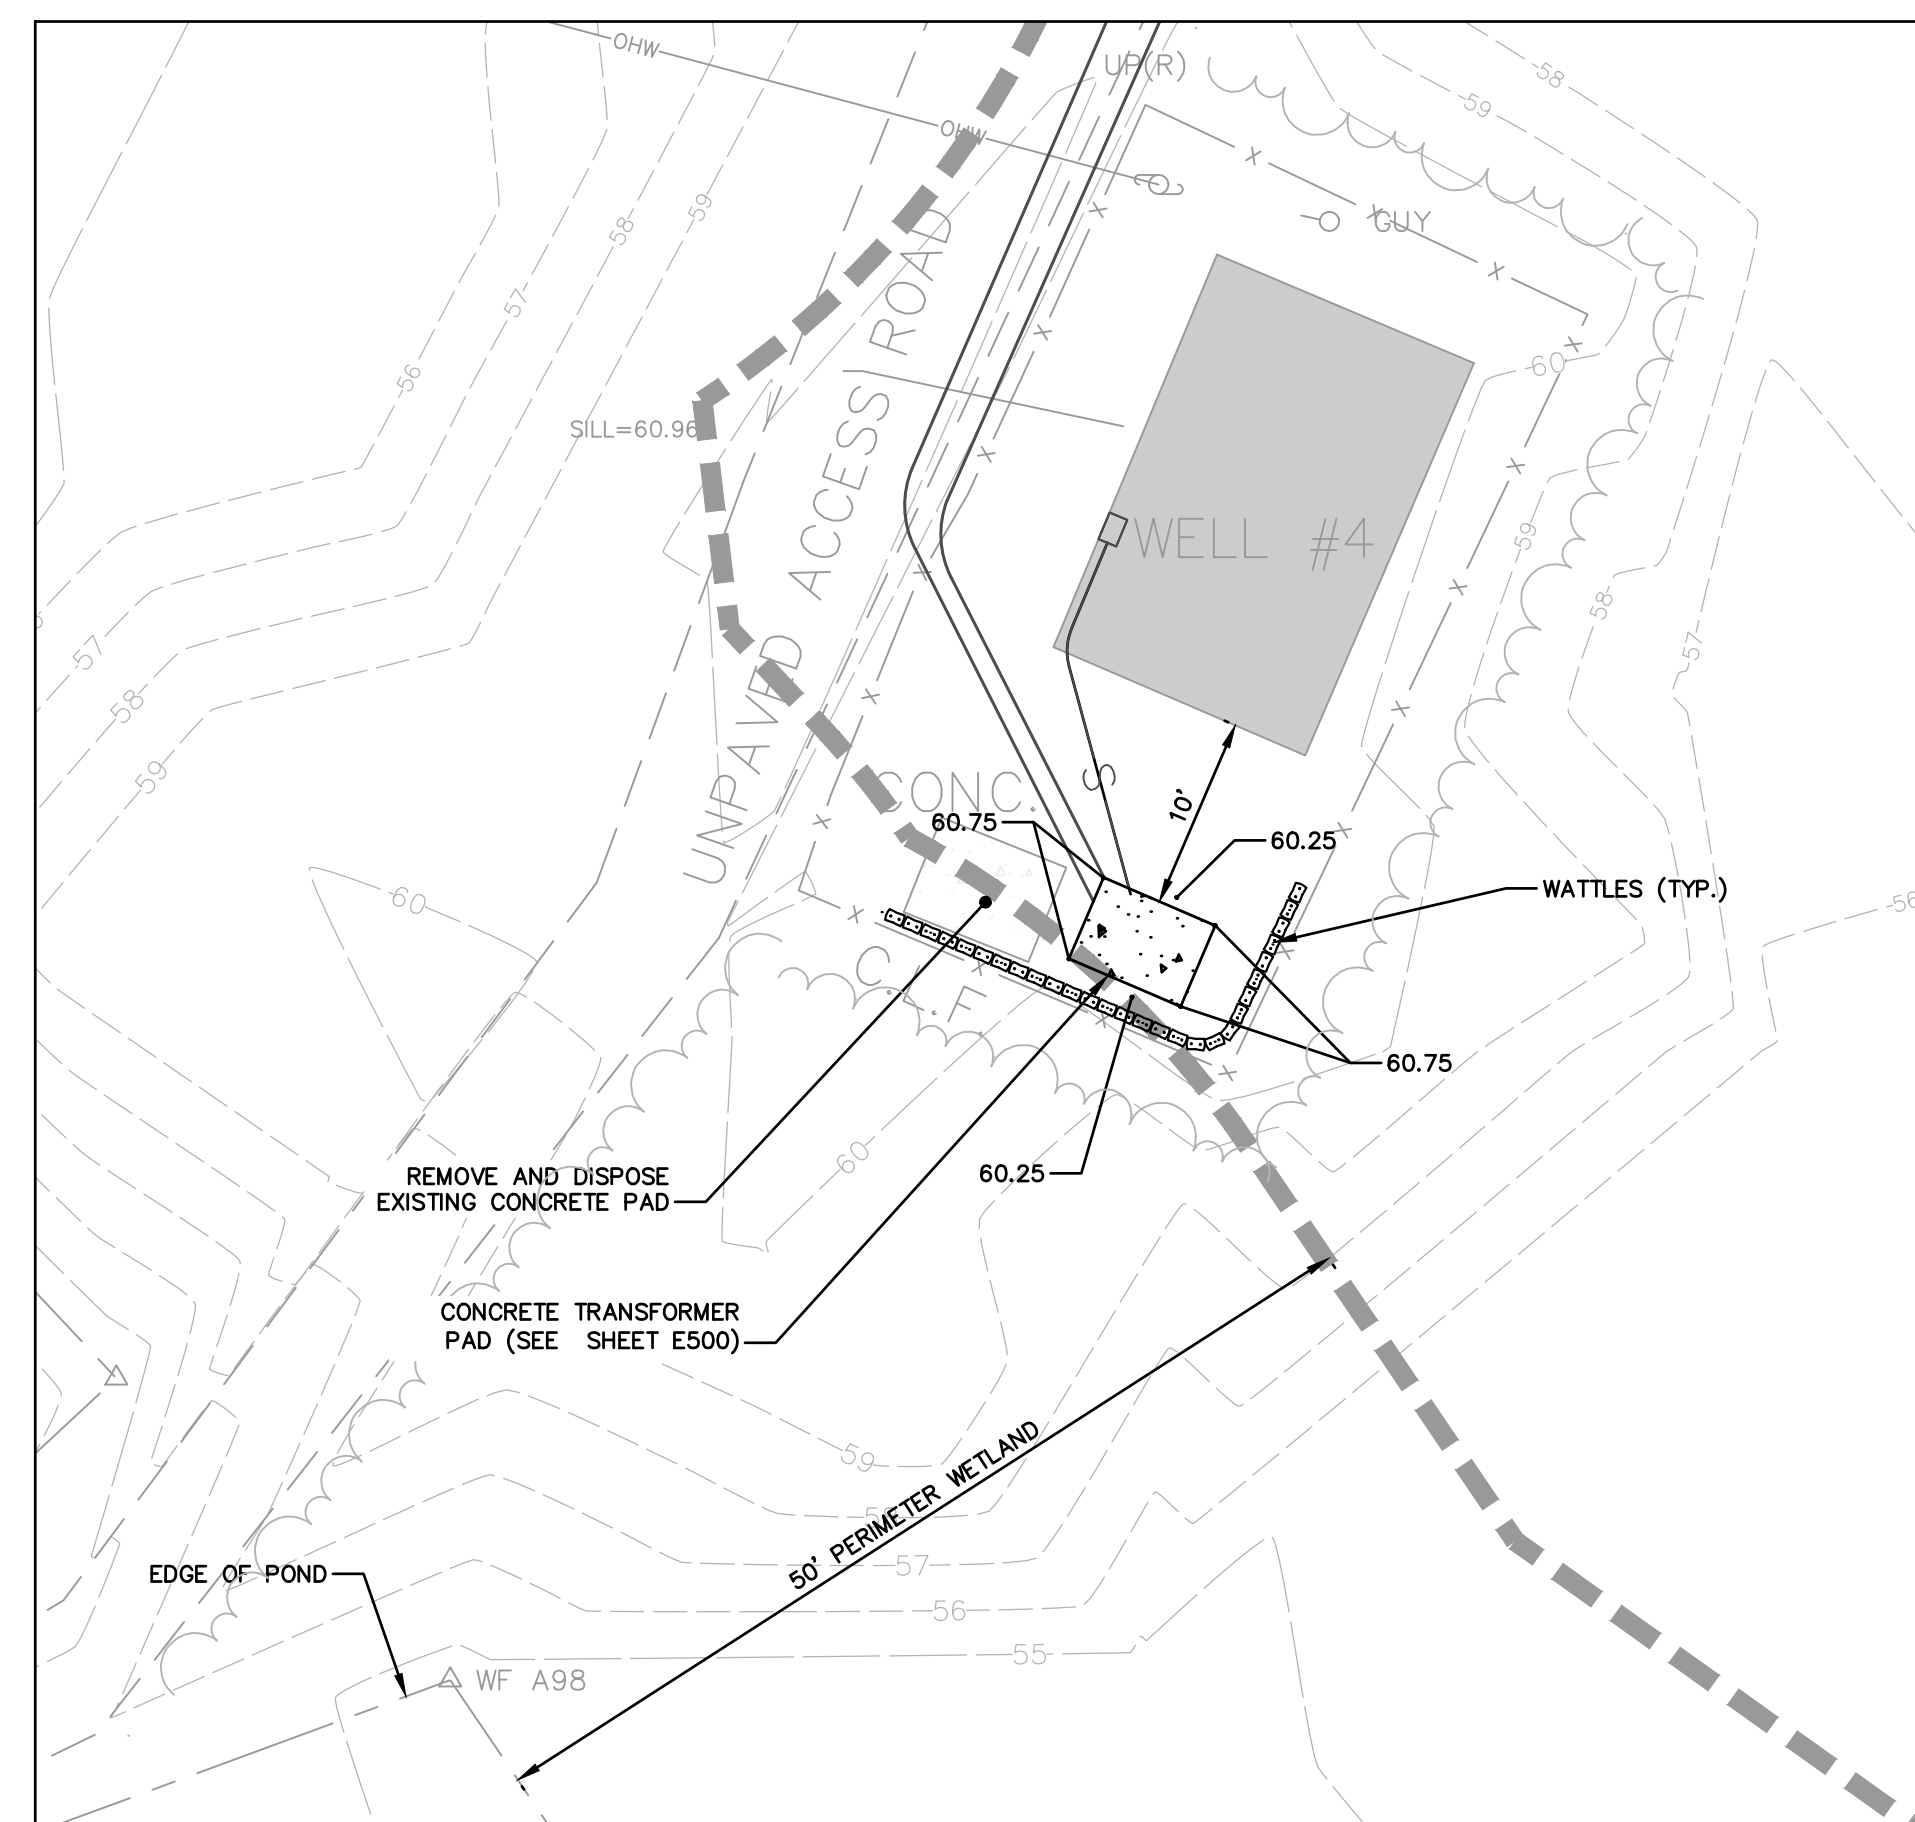 OHW
UP(R)
58
59
OHW
GUY
59
58
57
56
60
SILL=60.96
UNPAVED ACCESS ROAD
WELL #4
59
58
57
57
58
59
CONC.
S
10'
60.75
60.25
WATTLES (TYP.)
60
56
C.L.F.
60.75
60
60.25
REMOVE AND DISPOSE
EXISTING CONCRETE PAD
CONCRETE TRANSFORMER
PAD (SEE SHEET E500)
59
50' PERIMETER WETLAND
57
EDGE OF POND
56
55
WF A98